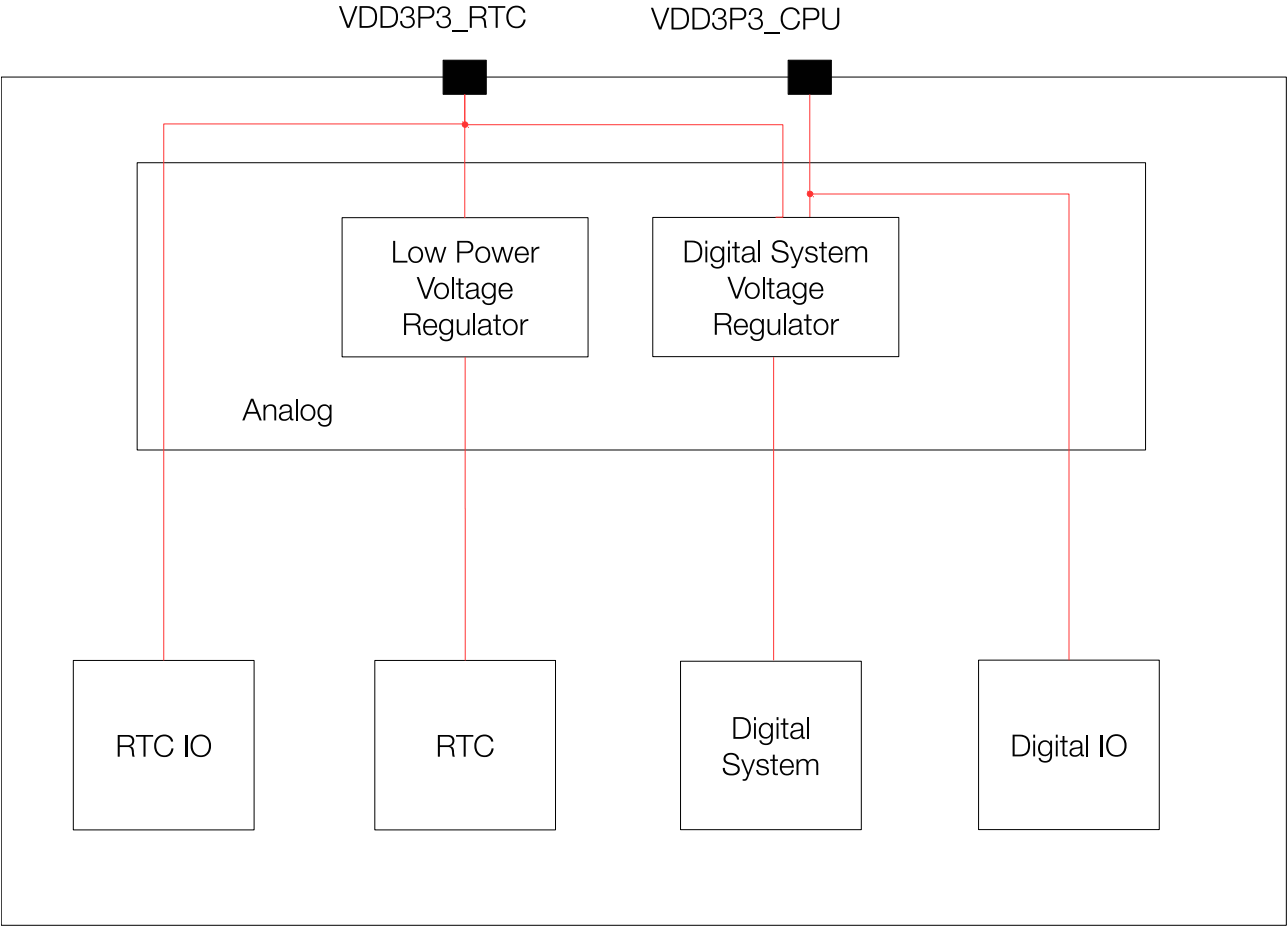 VDD3P3_RTC
VDD3P3_CPU
Low Power
Voltage
Regulator
Digital System
Voltage
Regulator
Analog
RTC IO
RTC
Digital
System
Digital IO